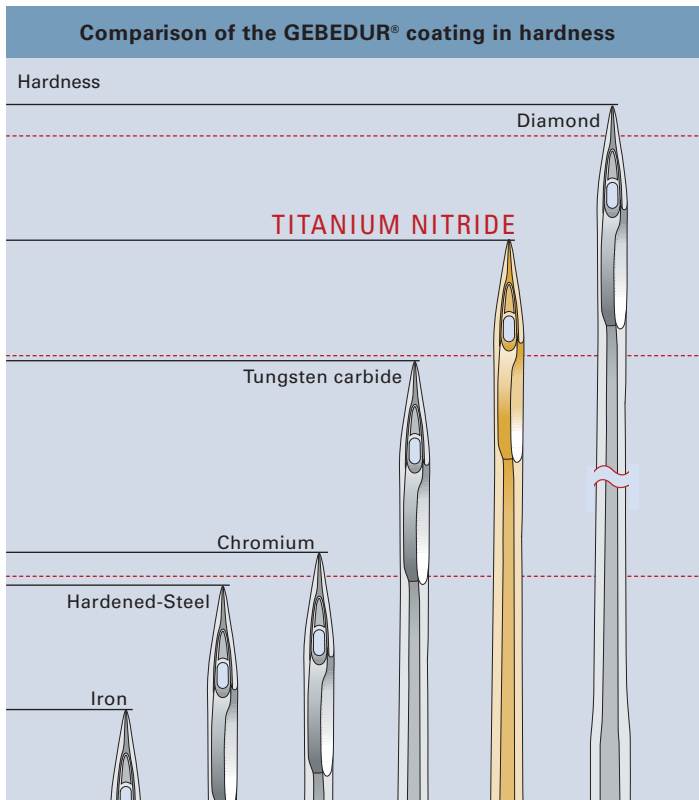 Comparison of the GEBEDUR® coating in hardness
Hardness
Diamond
TITANIUM NITRIDE
Tungsten carbide
Chromium
Hardened-Steel
Iron